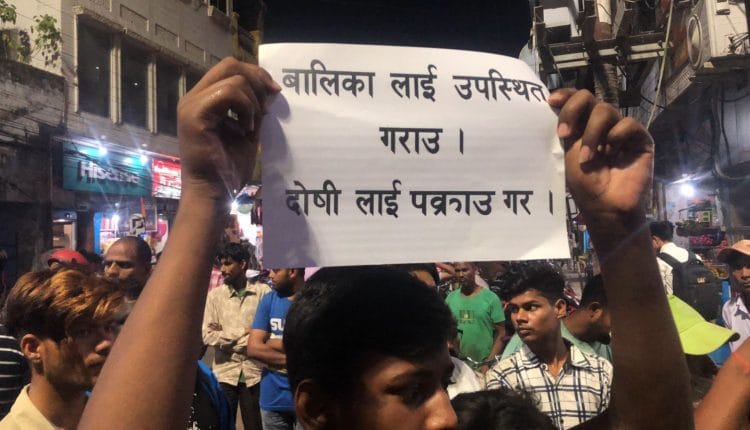 बालिका लाई उपस्थित
गराउ ।
दोषी लाई पक्राउ गर ।
Hisense